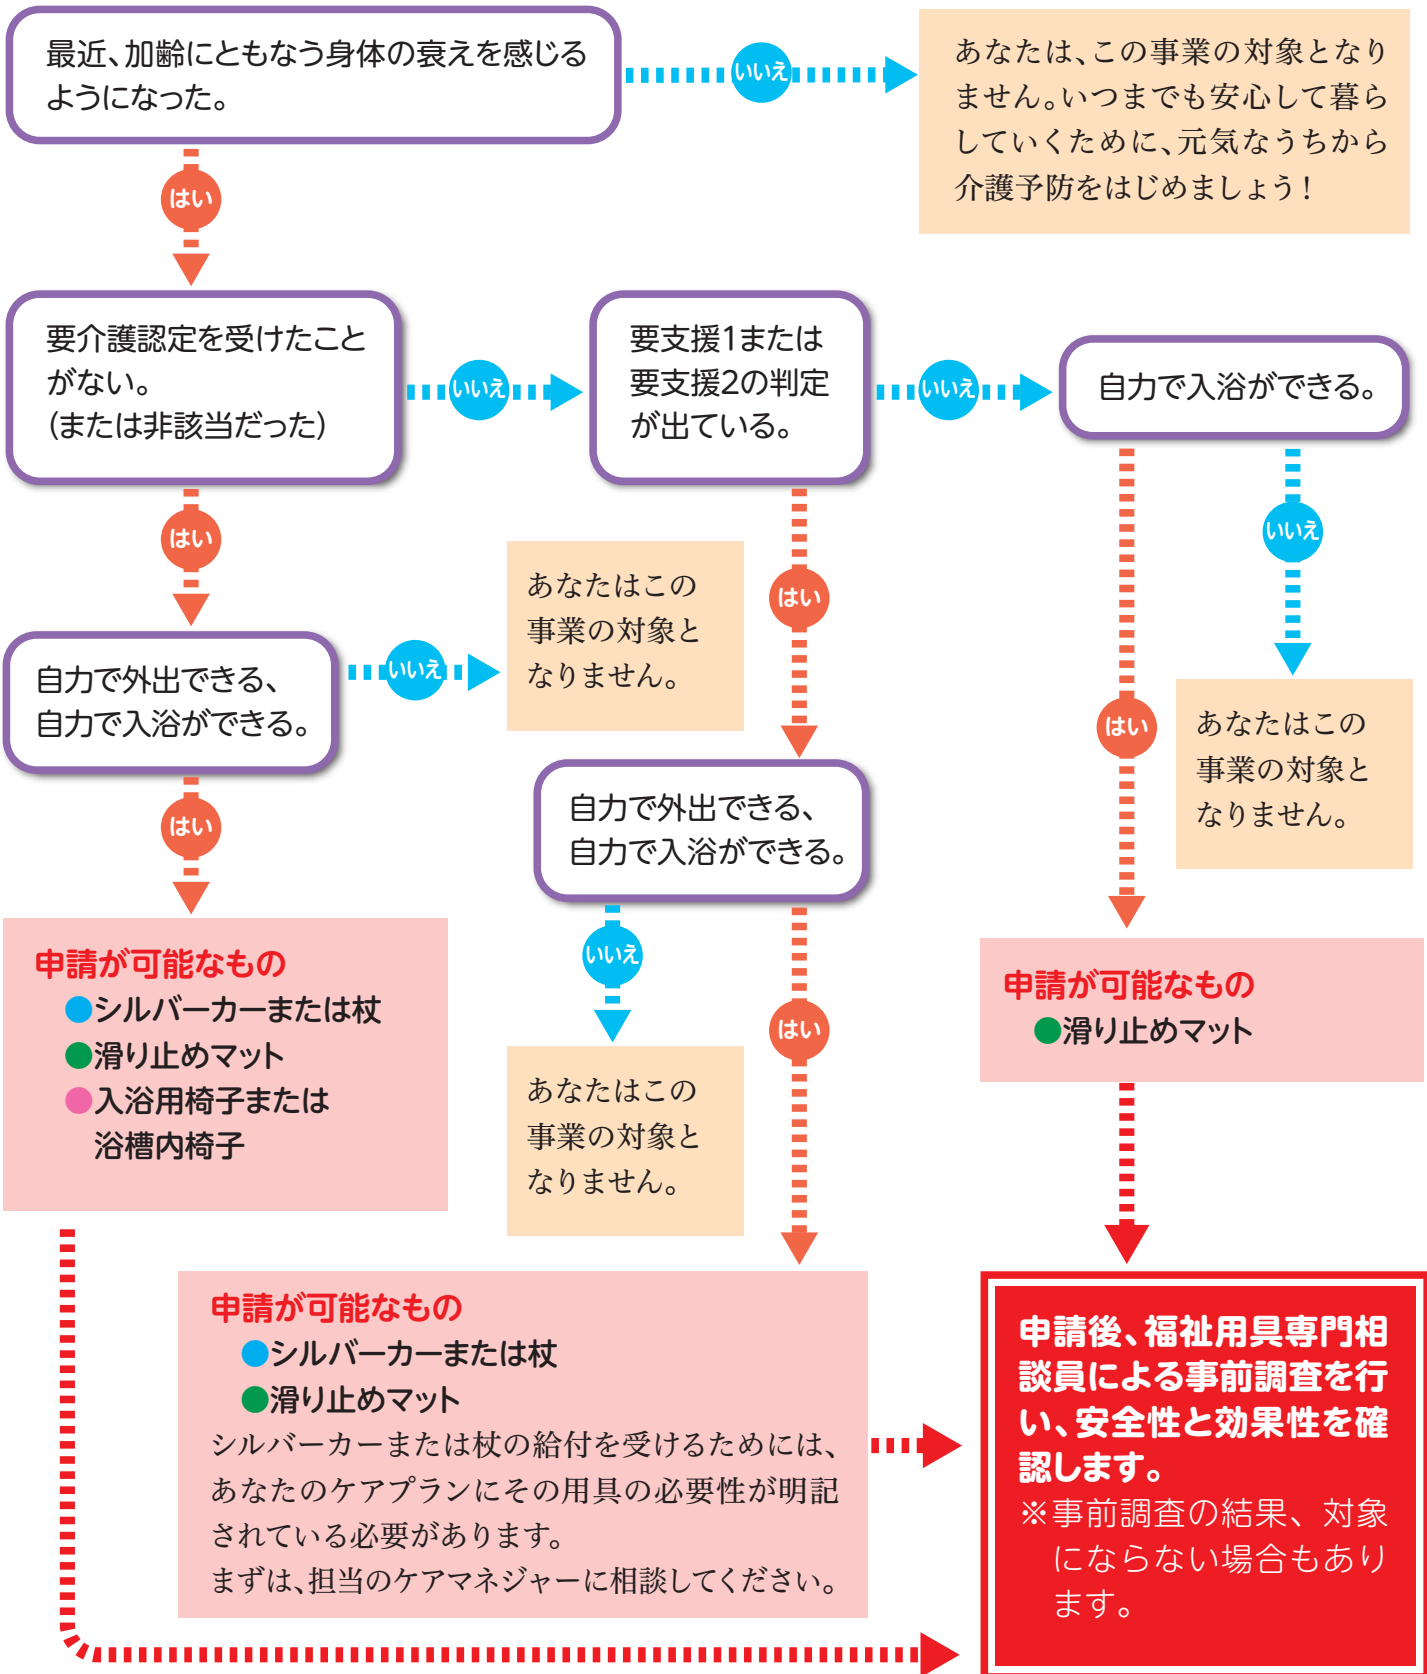 最近、加齢にともなう身体の衰えを感じる
ようになった。
いいえ
あなたは、この事業の対象となり
ません。いつまでも安心して暮ら
していくために、元気なうちから
介護予防をはじめましょう！
はい
要介護認定を受けたこと
がない。
（または非該当だった）
いいえ
要支援1または
要支援2の判定
が出ている。
いいえ
自力で入浴ができる。
はい
いいえ
自力で外出できる、
自力で入浴ができる。
いいえ
あなたはこの
事業の対象と
なりません。
はい
はい
あなたはこの
事業の対象と
なりません。
はい
自力で外出できる、
自力で入浴ができる。
いいえ
はい
申請が可能なもの
●シルバーカーまたは杖
●滑り止めマット
●入浴用椅子または
浴槽内椅子
あなたはこの
事業の対象と
なりません。
申請が可能なもの
●滑り止めマット
申請が可能なもの
●シルバーカーまたは杖
●滑り止めマット
シルバーカーまたは杖の給付を受けるためには、
あなたのケアプランにその用具の必要性が明記
されている必要があります。
まずは、担当のケアマネジャーに相談してください。
申請後、福祉用具専門相
談員による事前調査を行
い、安全性と効果性を確
認します。
※事前調査の結果、対象
にならない場合もあり
ます。